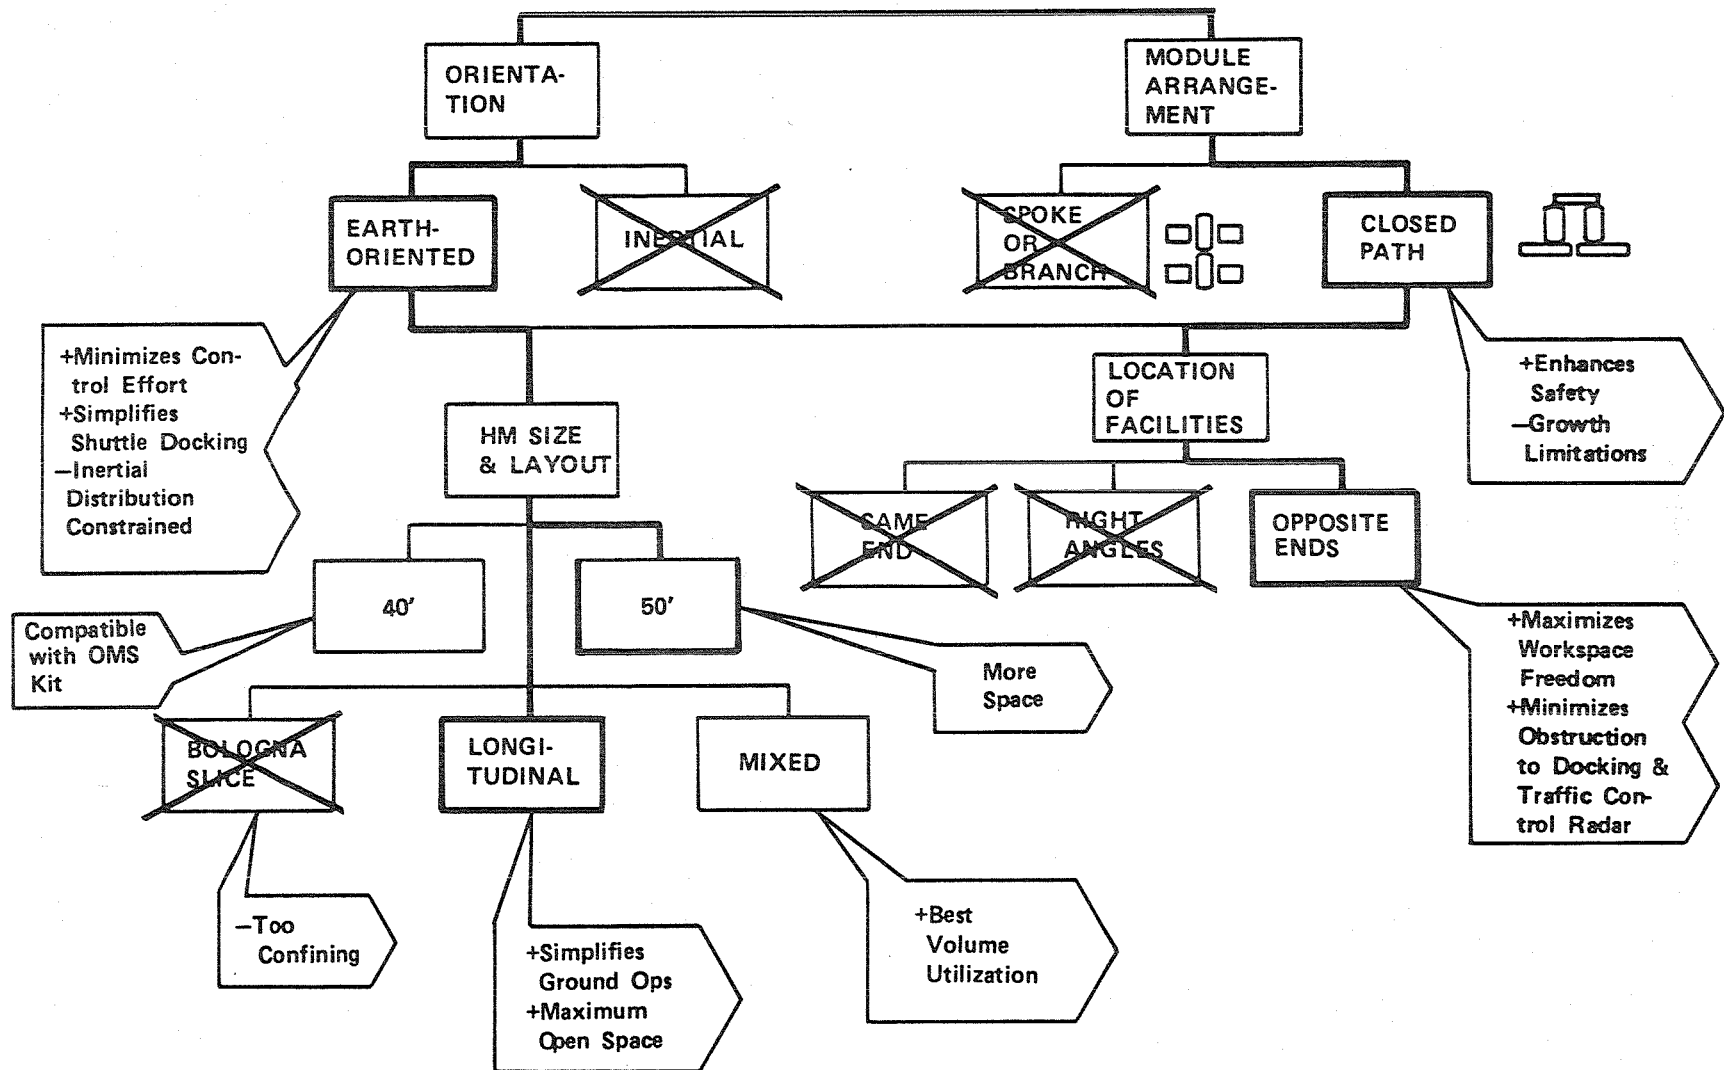 ORIENTA-
TION
MODULE
ARRANGE-
MENT
EARTH-
ORIENTED
INERTIAL
SPOKE
OR
BRANCH
CLOSED
PATH
+Minimizes Con-
trol Effort
+Simplifies
Shuttle Docking
—Inertial
Distribution
Constrained
HM SIZE
& LAYOUT
LOCATION
OF
FACILITIES
+Enhances
Safety
—Growth
Limitations
SAME
END
RIGHT
ANGLES
OPPOSITE
ENDS
40'
50'
Compatible
with OMS
Kit
More
Space
+Maximizes
Workspace
Freedom
+Minimizes
Obstruction
to Docking &
Traffic Con-
trol Radar
BOLOGNA
SLICE
LONGI-
TUDINAL
MIXED
—Too
Confining
+Simplifies
Ground Ops
+Maximum
Open Space
+Best
Volume
Utilization